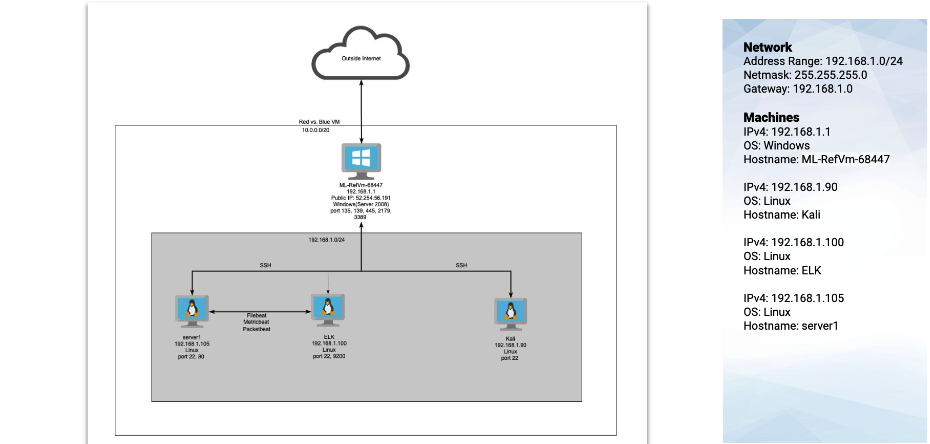 Outside Internet
Red vs. Blue VM
10.0.0.0/20
ML-RefVm-68447
192.168.1.1
Public IP: 52.254.56.191
Windows(Server 2008)
port 135, 139, 445, 2179,
3389
192.168.1.0/24
SSH
SSH
Filebeat
Metricbeat
Packetbeat
server1
192.168.1.105
Linux
port 22, 80
ELK
192.168.1.100
Linux
port 22, 9200
Kali
192.168.1.90
Linux
port 22
Network
Address Range: 192.168.1.0/24
Netmask: 255.255.255.0
Gateway: 192.168.1.0
Machines
IPv4: 192.168.1.1
OS: Windows
Hostname: ML-RefVm-68447
IPv4: 192.168.1.90
OS: Linux
Hostname: Kali
IPv4: 192.168.1.100
OS: Linux
Hostname: ELK
IPv4: 192.168.1.105
OS: Linux
Hostname: server1